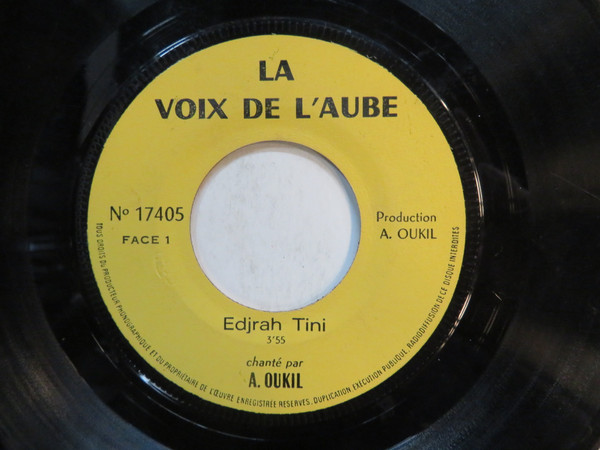 LA
VOIX DE L'AUBE
Nº 17405
FACE 1
Production
A. OUKIL
Edjrah Tini
3'55
chanté par
A. OUKIL
TOUS DROITS DU PRODUCTEUR PHONOGRAPHIQUE ET DU PROPRIETAIRE DE L'ŒUVRE ENREGISTREE RESERVES, DUPLICATION EXECUTION PUBLIQUE, RADIODIFFUSION DE CE DISQUE INTERDITES